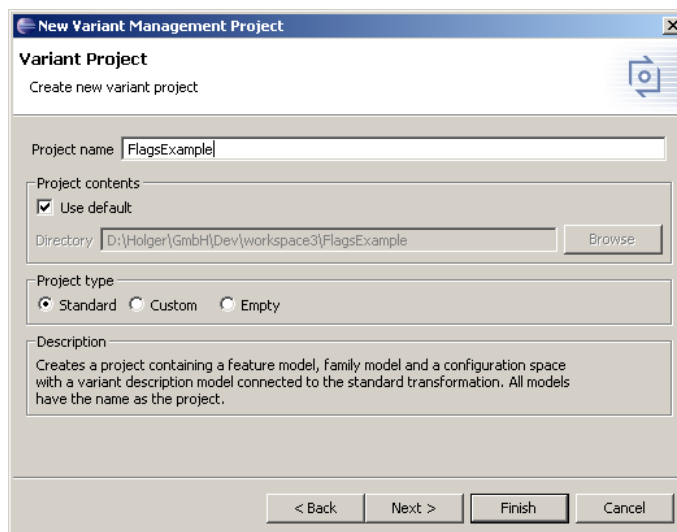 New Variant Management Project
Variant Project
Create new variant project
Project name FlagsExample
Project contents
Use default
Directory D:\Holger\GmbH\Dev\workspace3\FlagsExample Browse
Project type
Standard Custom Empty
Description
Creates a project containing a feature model, family model and a configuration space
with a variant description model connected to the standard transformation. All models
have the name as the project.
< Back Next > Finish Cancel